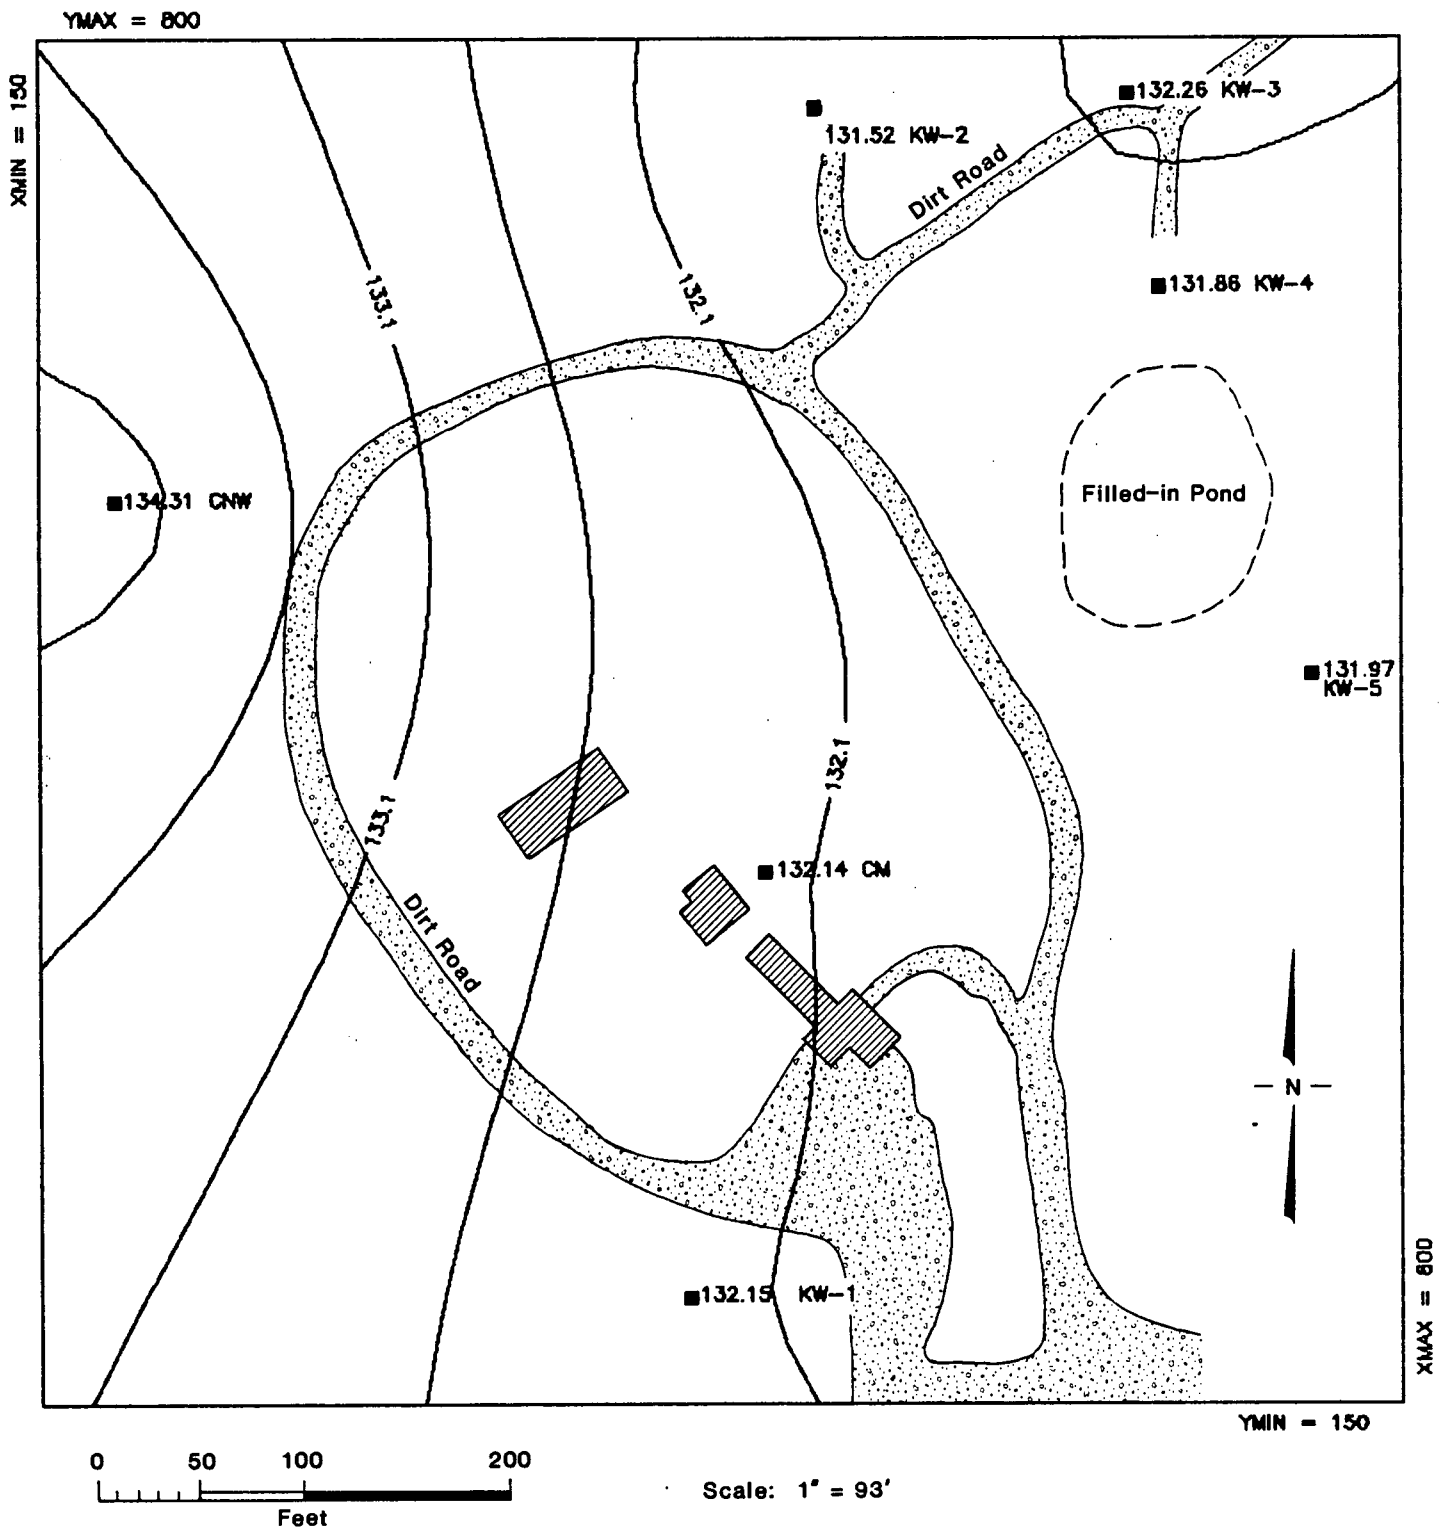 YMAX = 800
XMIN = 150
132.26 KW-3
131.52 KW-2
Dirt Road
133.1
132.1
131.86 KW-4
134.31 CNW
Filled-in Pond
131.97
KW-5
132.1
133.1
132.14 CM
Dirt Road
N
132.15 KW-1
XMAX = 800
YMIN = 150
0 50 100 200
Feet
Scale: 1" = 93'